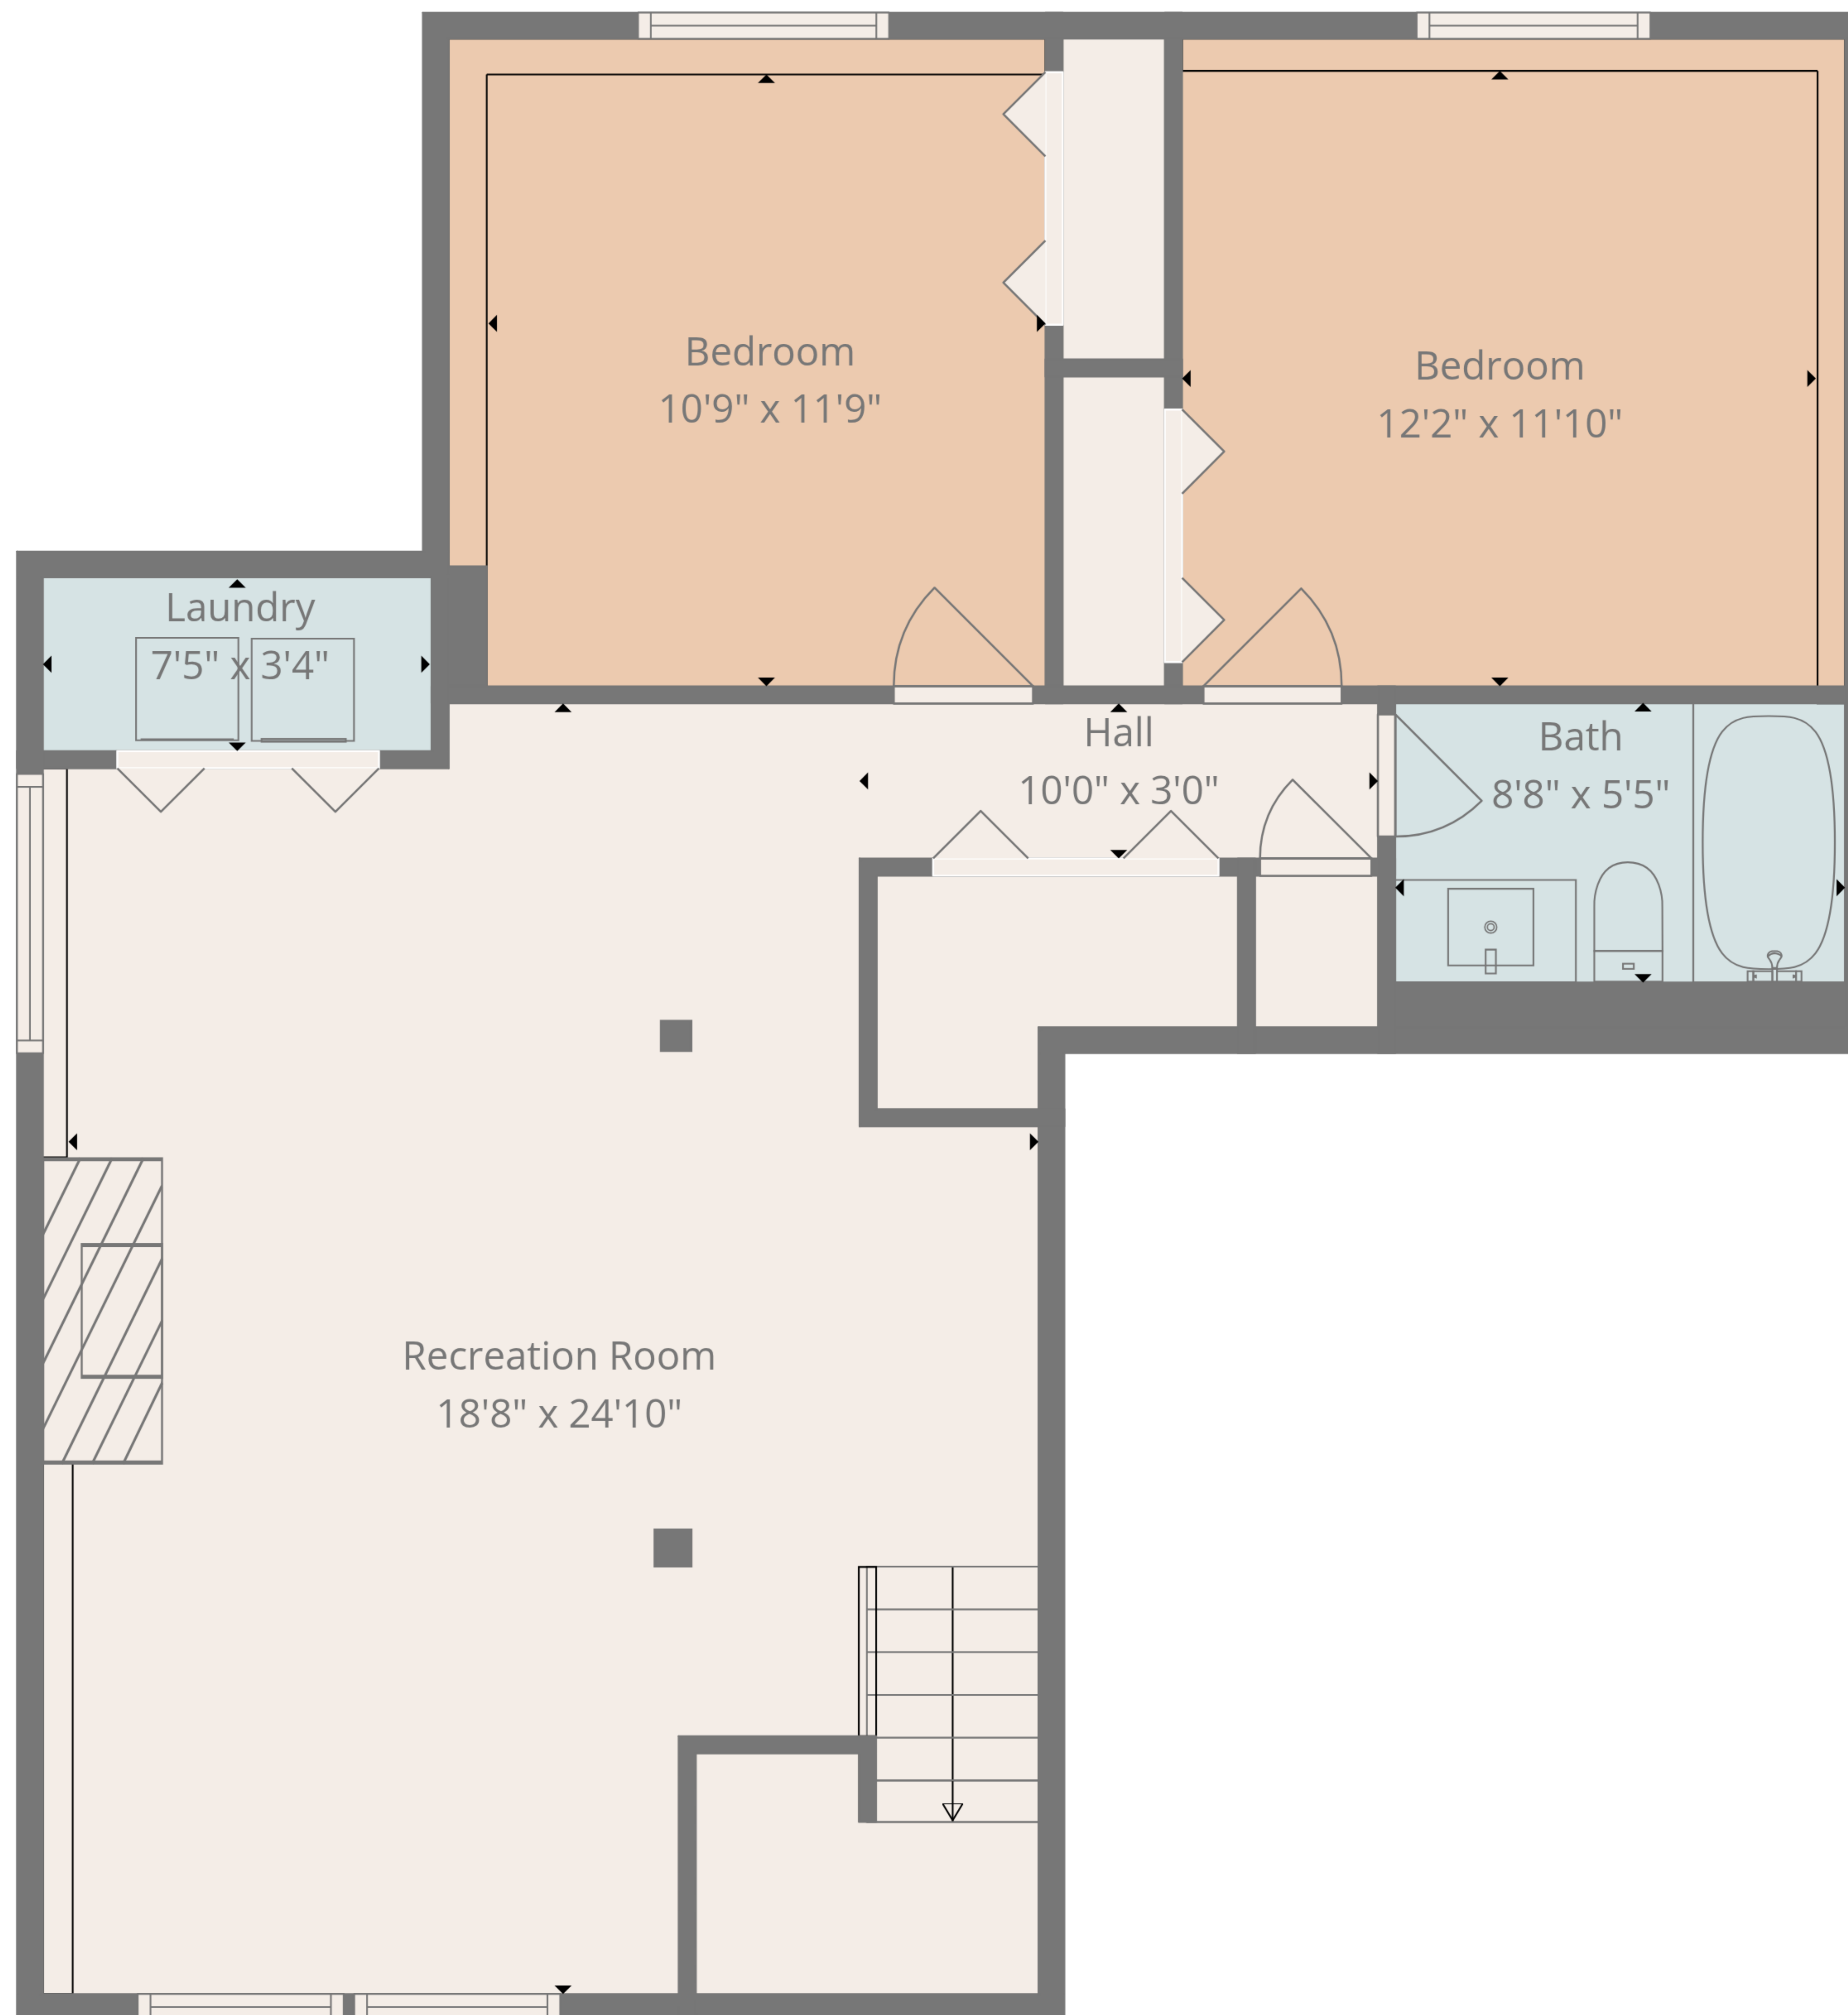 Bedroom
10'9" x 11'9"
Bedroom
12'2" x 11'10"
Laundry
7'5" x 3'4"
Hall
10'0" x 3'0"
Bath
8'8" x 5'5"
Recreation Room
18'8" x 24'10"